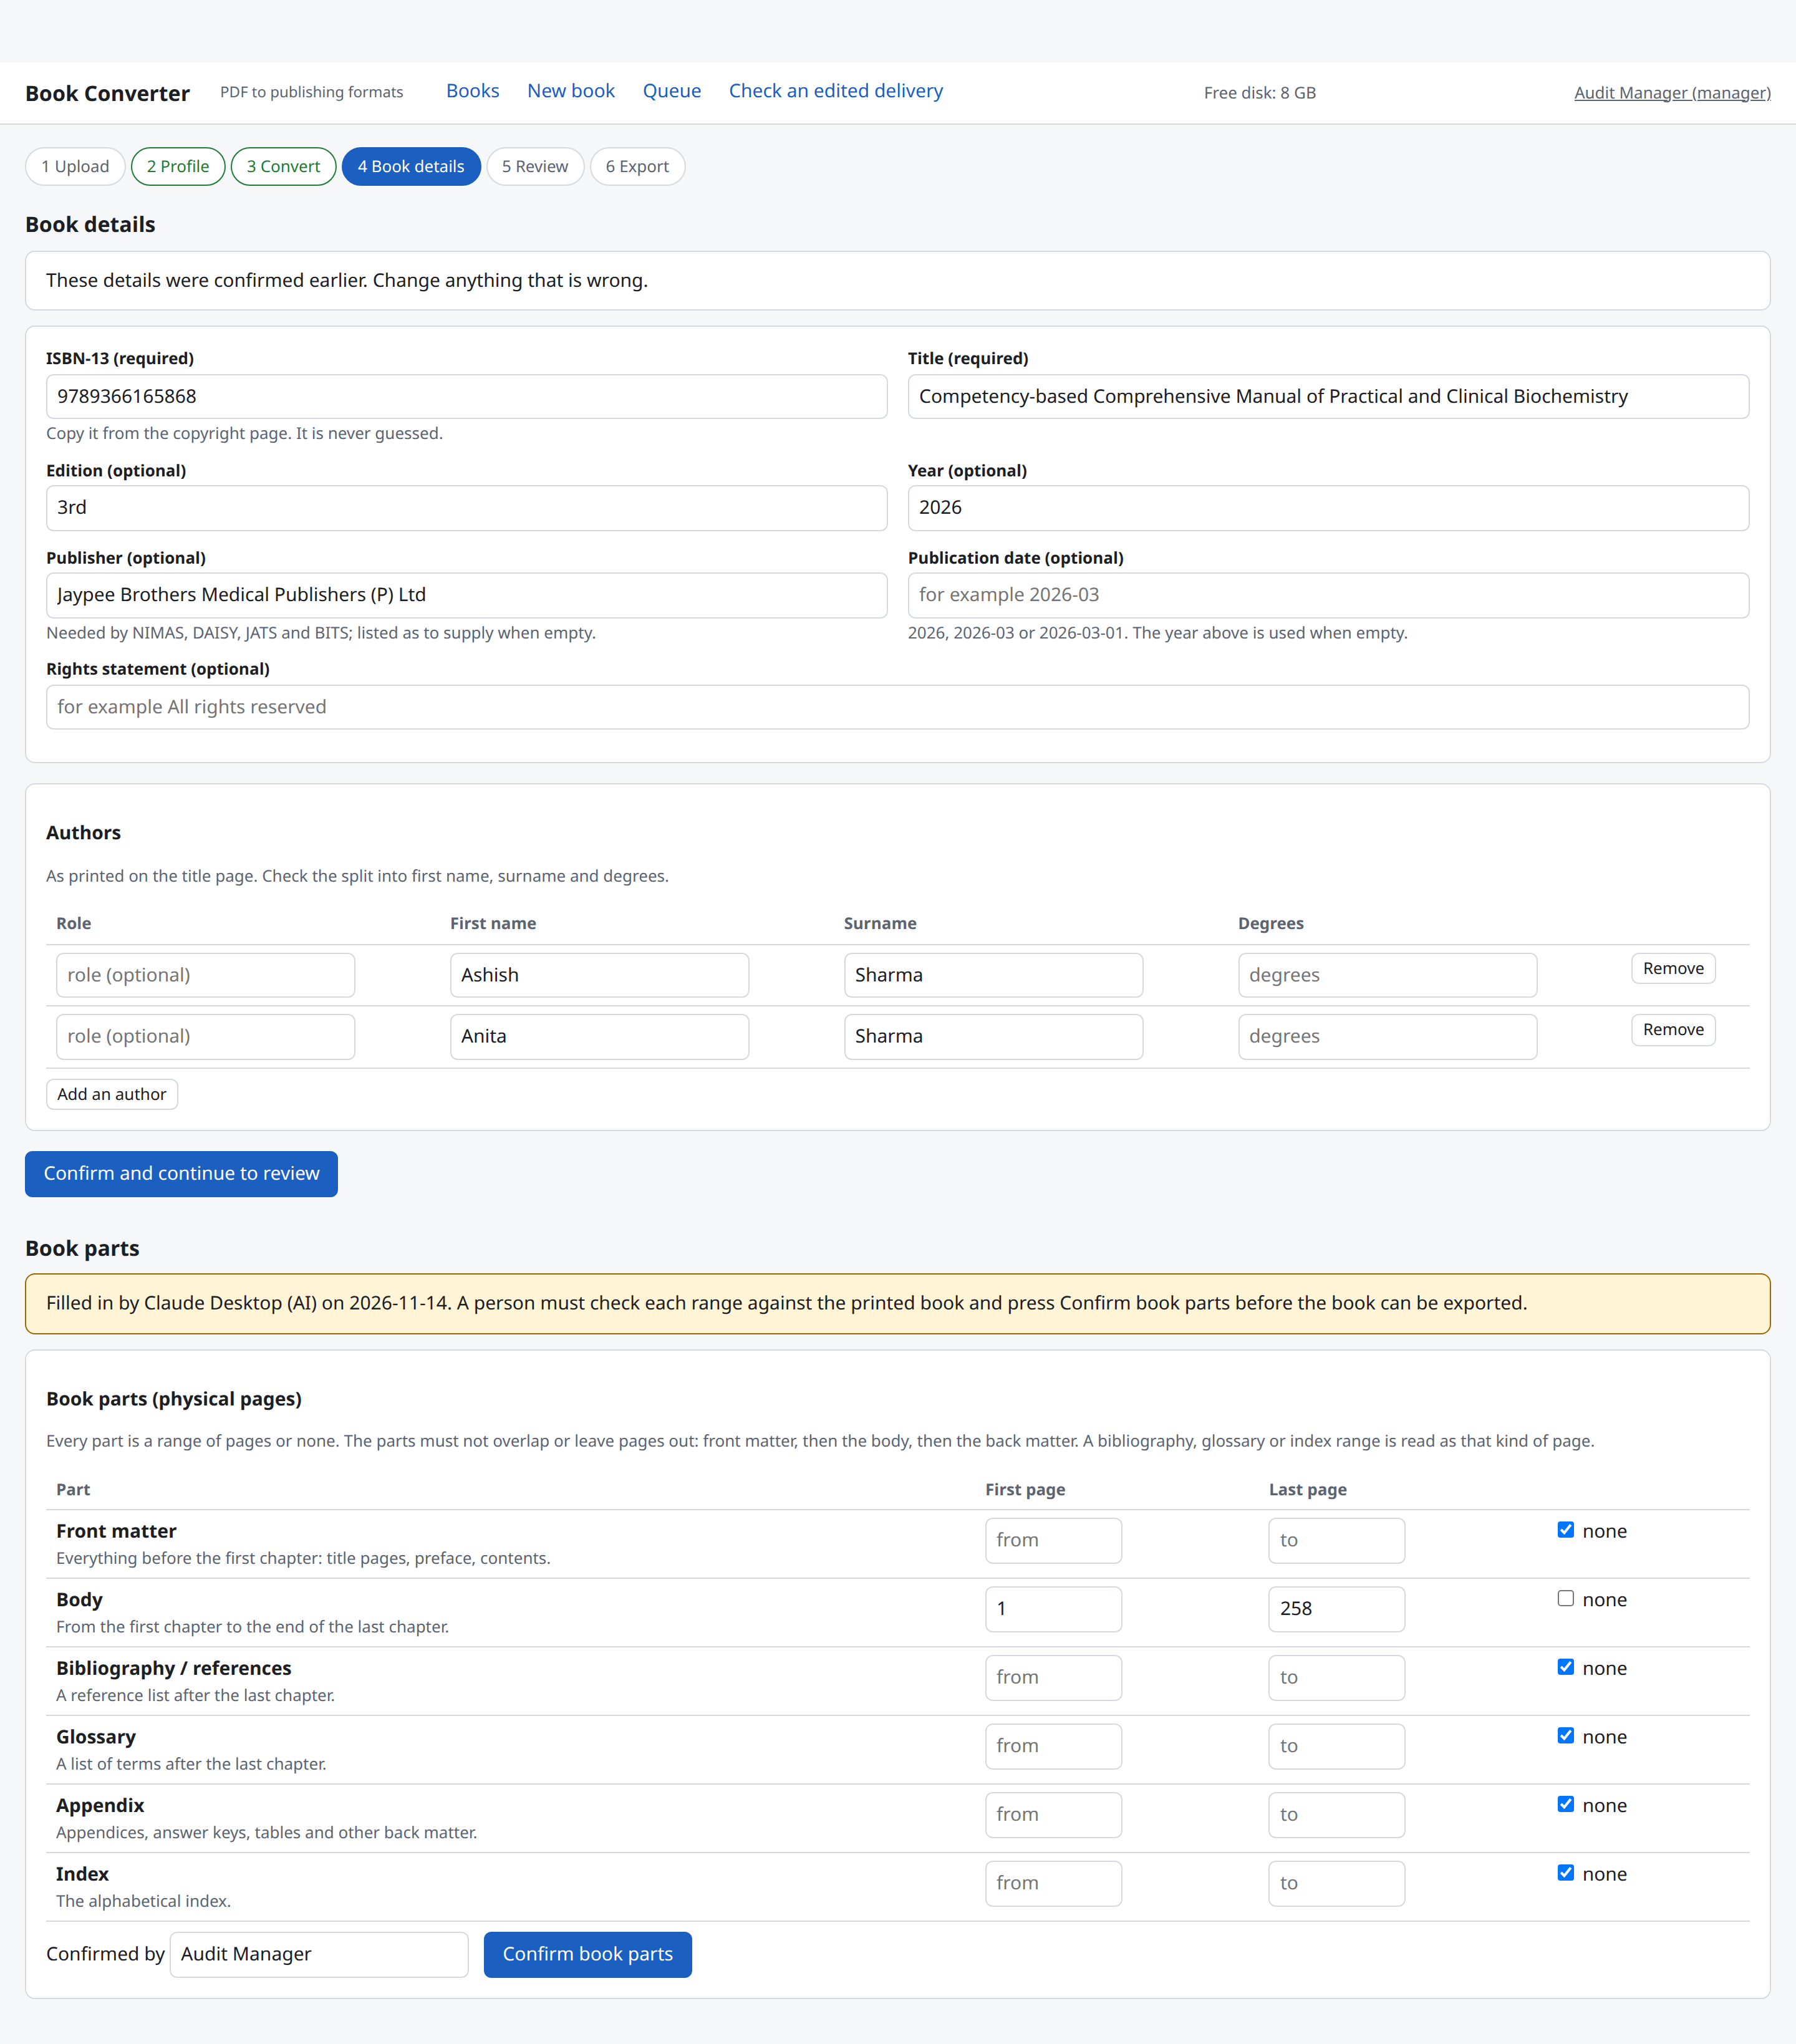 Book Converter PDF to publishing formats Books New book Queue Check an edited delivery Free disk: 8 GB Audit Manager (manager)
1 Upload 2 Profile 3 Convert 4 Book details 5 Review 6 Export
Book details
These details were confirmed earlier. Change anything that is wrong.
ISBN-13 (required) Title (required)
9789366165868 Competency-based Comprehensive Manual of Practical and Clinical Biochemistry
Copy it from the copyright page. It is never guessed.
Edition (optional) Year (optional)
3rd 2026
Publisher (optional) Publication date (optional)
Jaypee Brothers Medical Publishers (P) Ltd for example 2026-03
Needed by NIMAS, DAISY, JATS and BITS; listed as to supply when empty. 2026, 2026-03 or 2026-03-01. The year above is used when empty.
Rights statement (optional)
for example All rights reserved
Authors
As printed on the title page. Check the split into first name, surname and degrees.
Role First name Surname Degrees
role (optional) Ashish Sharma degrees Remove
role (optional) Anita Sharma degrees Remove
Add an author
Confirm and continue to review
Book parts
Filled in by Claude Desktop (AI) on 2026-11-14. A person must check each range against the printed book and press Confirm book parts before the book can be exported.
Book parts (physical pages)
Every part is a range of pages or none. The parts must not overlap or leave pages out: front matter, then the body, then the back matter. A bibliography, glossary or index range is read as that kind of page.
Part First page Last page
Front matter from to none
Everything before the first chapter: title pages, preface, contents.
Body 1 258 none
From the first chapter to the end of the last chapter.
Bibliography / references from to none
A reference list after the last chapter.
Glossary from to none
A list of terms after the last chapter.
Appendix from to none
Appendices, answer keys, tables and other back matter.
Index from to none
The alphabetical index.
Confirmed by Audit Manager Confirm book parts